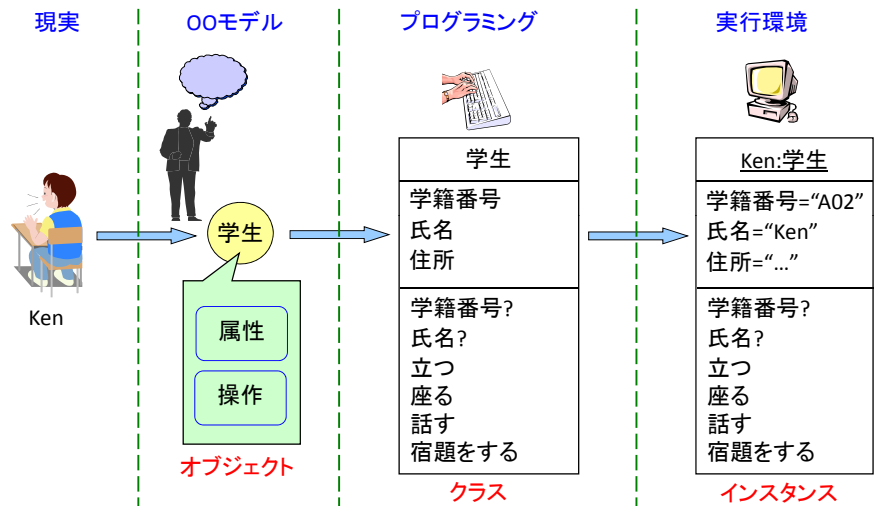 現実
OOモデル
プログラミング
実行環境
Ken
学生
属性
操作
オブジェクト
学生
学籍番号
氏名
住所
学籍番号?
氏名?
立つ
座る
話す
宿題をする
クラス
Ken:学生
学籍番号=“A02”
氏名=“Ken”
住所=“...”
学籍番号?
氏名?
立つ
座る
話す
宿題をする
インスタンス